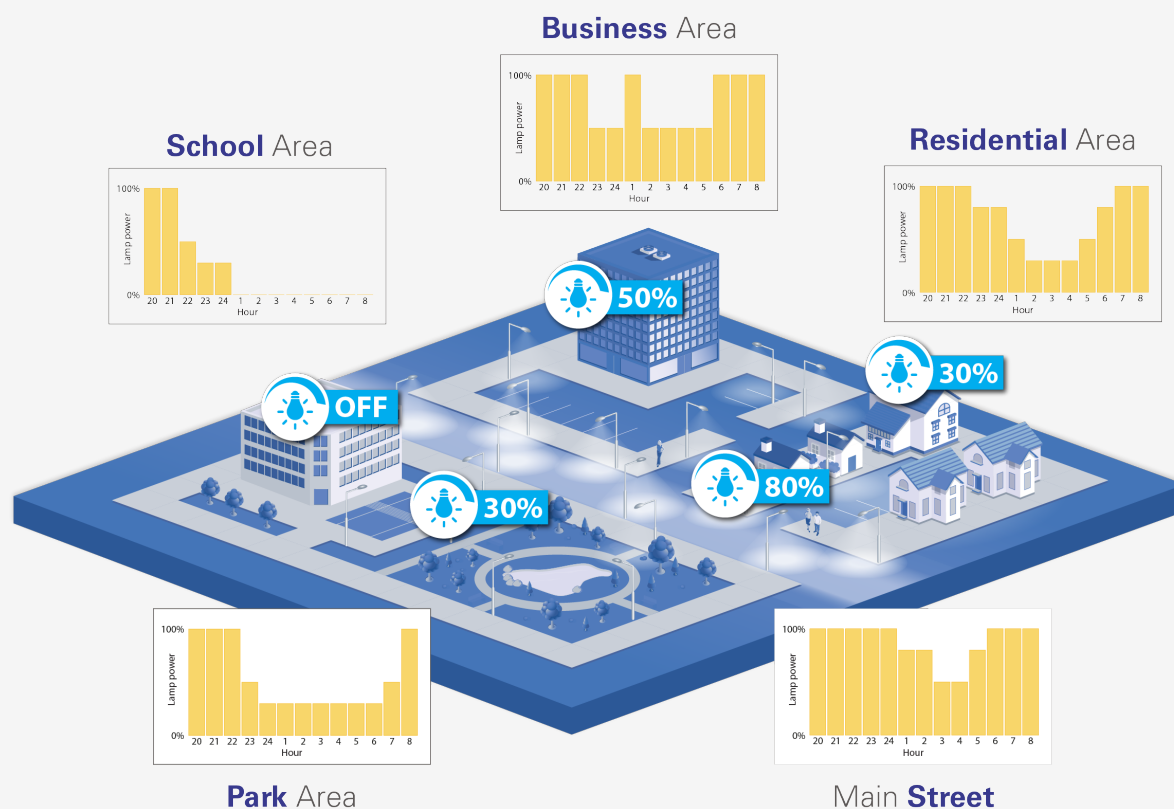 Business Area
100%
Lamp power
0%
20 21 22 23 24 1 2 3 4 5 6 7 8
Hour
School Area
100%
Lamp power
0%
20 21 22 23 24 1 2 3 4 5 6 7 8
Hour
Residential Area
100%
Lamp power
0%
20 21 22 23 24 1 2 3 4 5 6 7 8
Hour
50%
30%
OFF
80%
30%
100%
Lamp power
0%
20 21 22 23 24 1 2 3 4 5 6 7 8
Hour
Park Area
100%
Lamp power
0%
20 21 22 23 24 1 2 3 4 5 6 7 8
Hour
Main Street